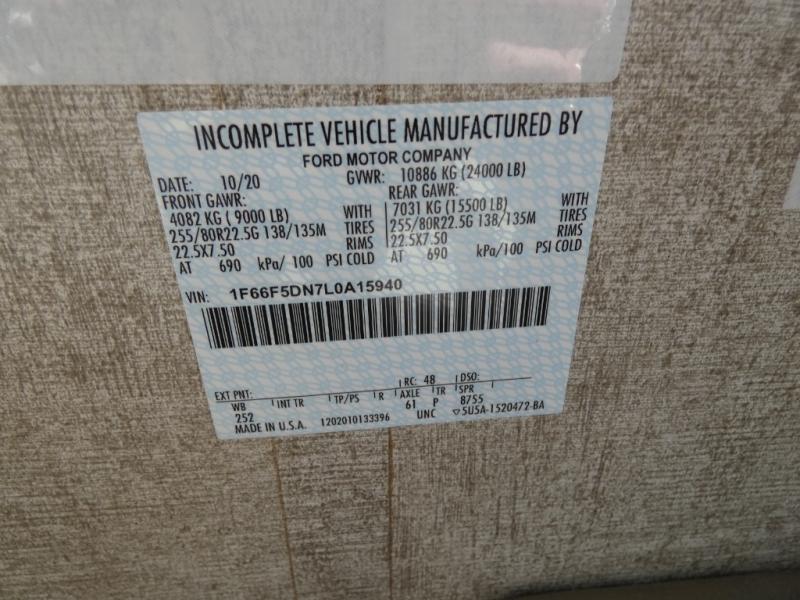 INCOMPLETE VEHICLE MANUFACTURED BY
FORD MOTOR COMPANY
DATE: 10/20 GVWR: 10886 KG (24000 LB)
FRONT GAWR: REAR GAWR:
4082 KG ( 9000 LB) WITH 7031 KG (15500 LB) WITH
255/80R22.5G 138/135M TIRES 255/80R22.5G 138/135M TIRES
22.5X7.50 RIMS 22.5X7.50 RIMS
AT 690 kPa/ 100 PSI COLD AT 690 kPa/100 PSI COLD
VIN: 1F66F5DN7L0A15940
EXT PNT: RC: 48 DSO:
WB INT TR TP/PS R AXLE TR SPR
252 61 P 8755
MADE IN U.S.A. 1202010133396 UNC ▽5U5A-1520472-BA